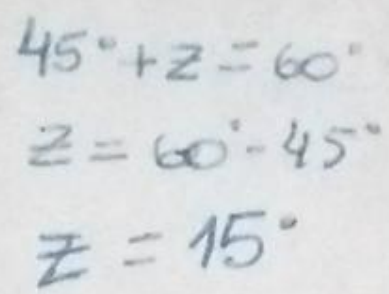 45° + z = 60°
z = 60° - 45°
z = 15°